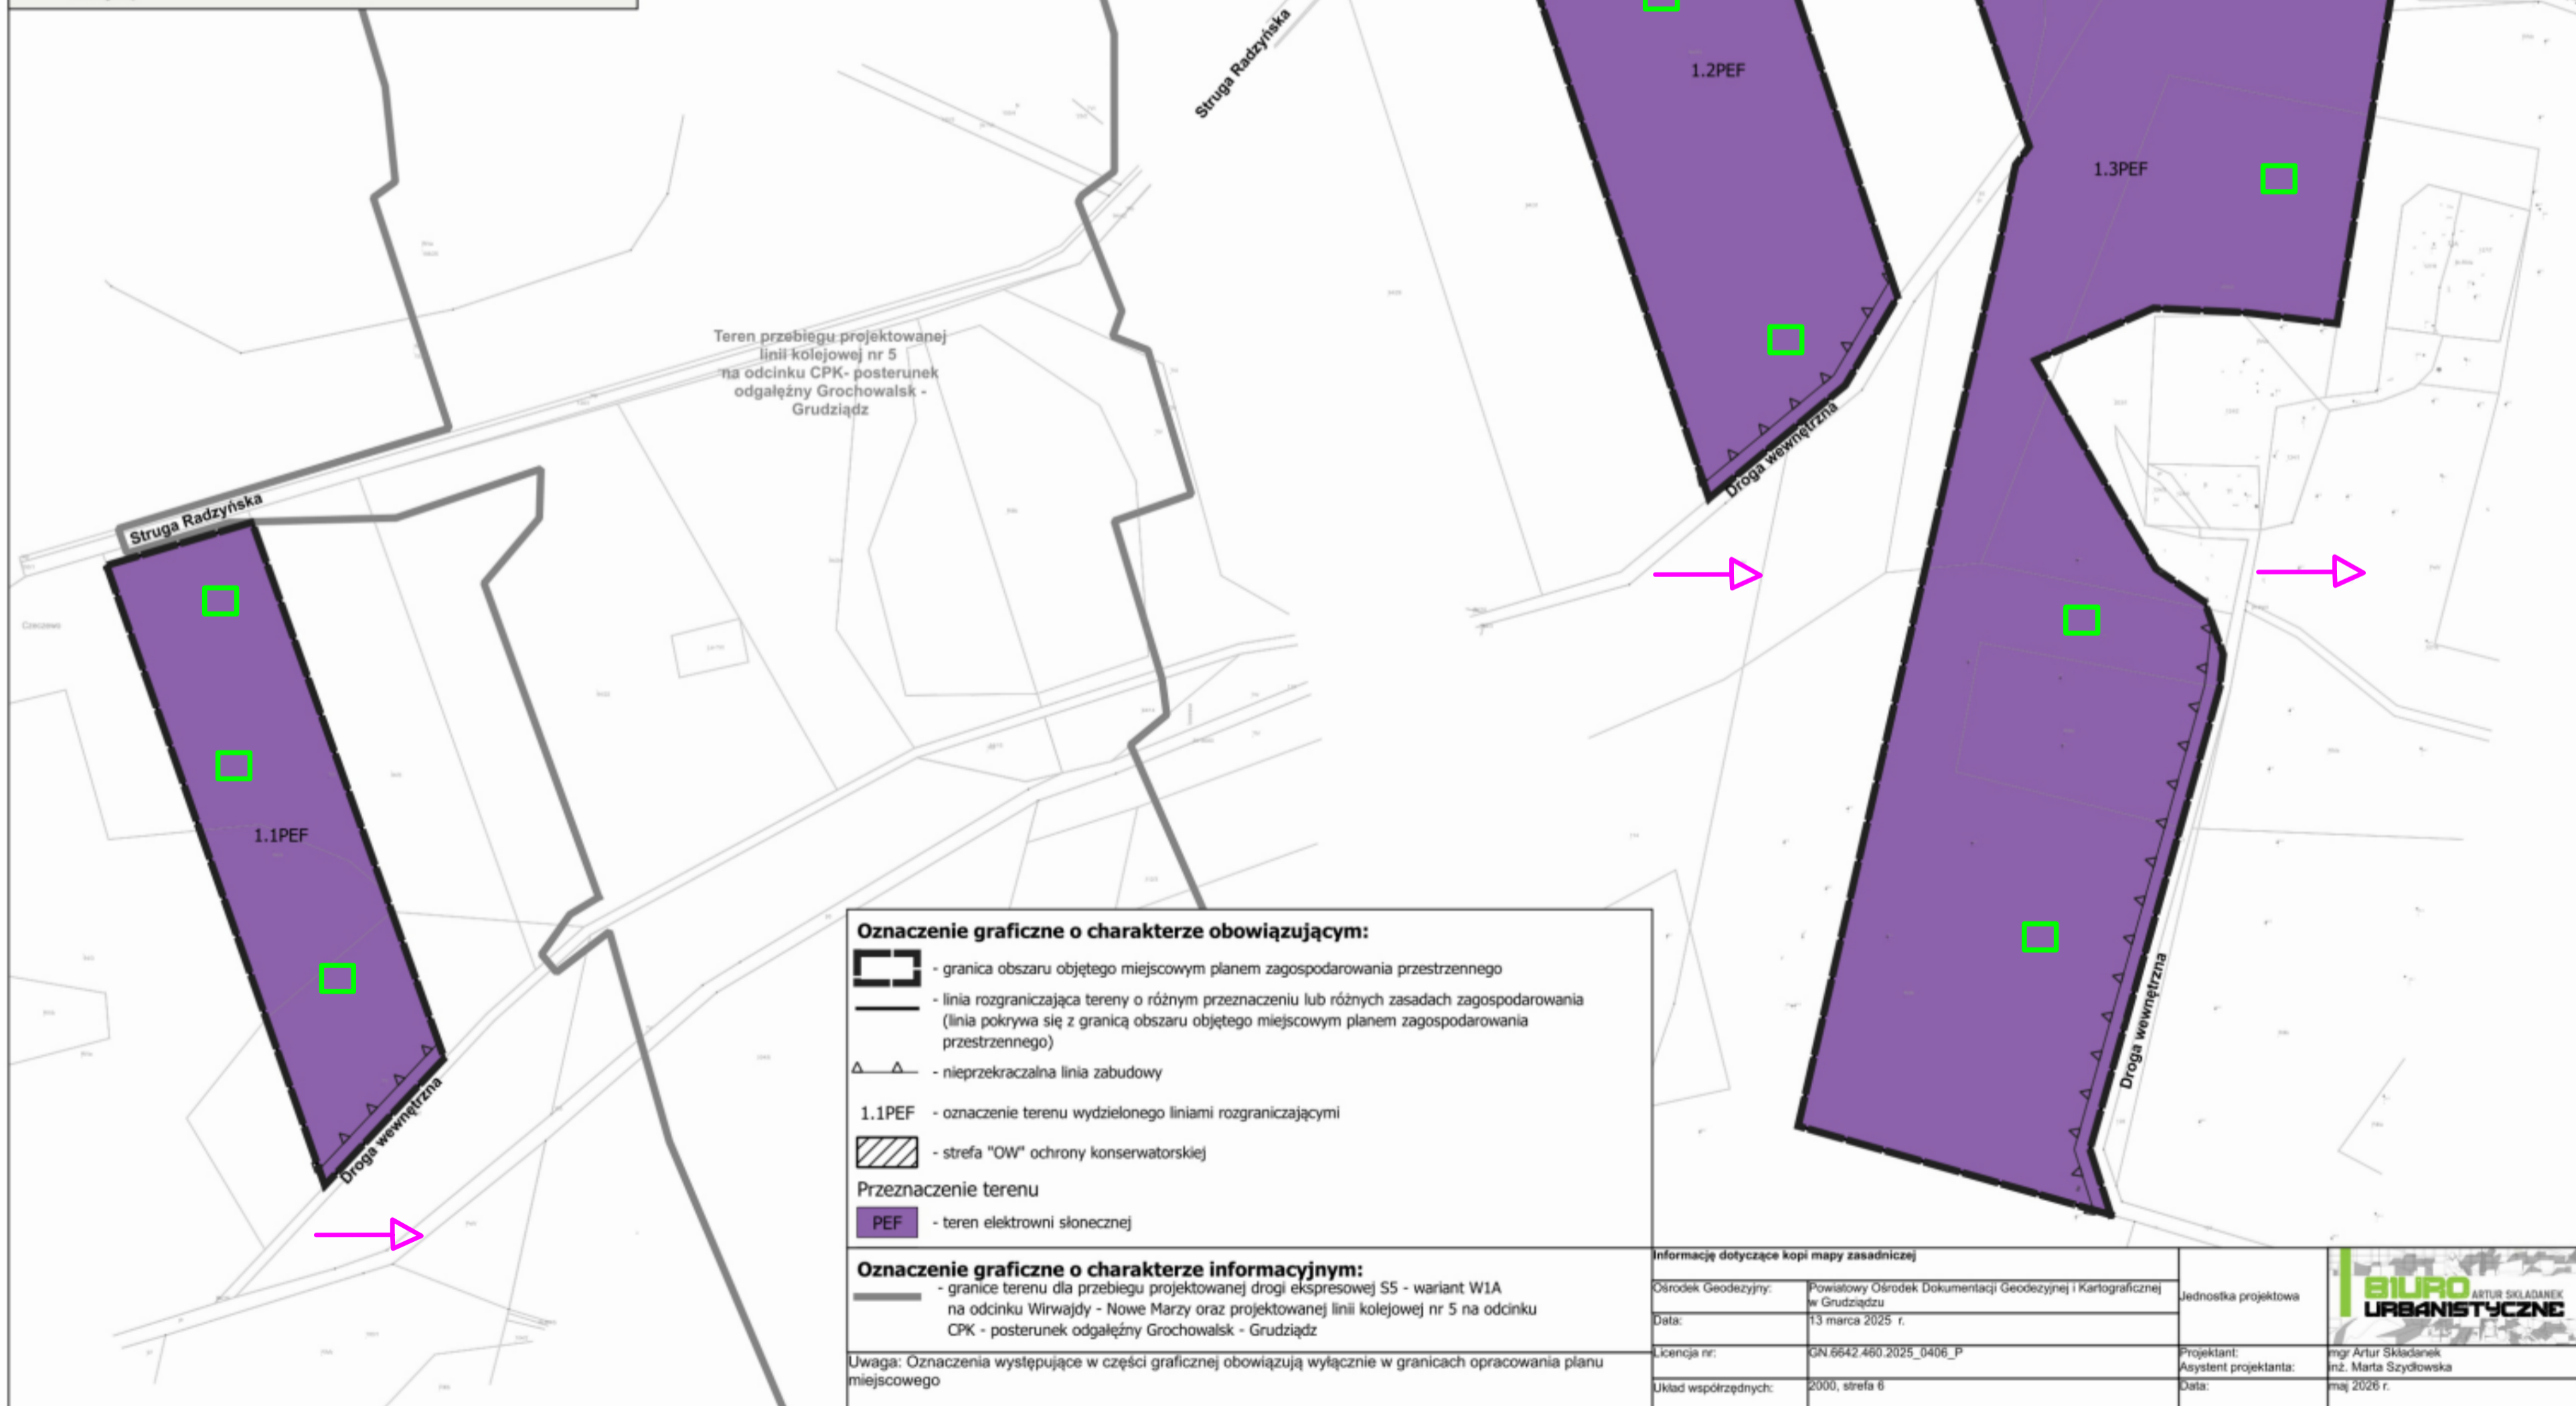 Struga Radzyńska
1.2PEF
1.3PEF
Teren przebiegu projektowanej
linii kolejowej nr 5
na odcinku CPK- posterunek
odgałęźny Grochowalsk -
Grudziądz
Droga wewnętrzna
Struga Radzyńska
Czeczewo
1.1PEF
Droga wewnętrzna
Droga wewnętrzna
Oznaczenie graficzne o charakterze obowiązującym:
- granica obszaru objętego miejscowym planem zagospodarowania przestrzennego
- linia rozgraniczająca tereny o różnym przeznaczeniu lub różnych zasadach zagospodarowania
(linia pokrywa się z granicą obszaru objętego miejscowym planem zagospodarowania
przestrzennego)
- nieprzekraczalna linia zabudowy
1.1PEF - oznaczenie terenu wydzielonego liniami rozgraniczającymi
- strefa "OW" ochrony konserwatorskiej
Przeznaczenie terenu
PEF - teren elektrowni słonecznej
Oznaczenie graficzne o charakterze informacyjnym:
- granice terenu dla przebiegu projektowanej drogi ekspresowej S5 - wariant W1A
na odcinku Wirwajdy - Nowe Marzy oraz projektowanej linii kolejowej nr 5 na odcinku
CPK - posterunek odgałęźny Grochowalsk - Grudziądz
Uwaga: Oznaczenia występujące w części graficznej obowiązują wyłącznie w granicach opracowania planu
miejscowego
Informację dotyczące kopi mapy zasadniczej
Ośrodek Geodezyjny: Powiatowy Ośrodek Dokumentacji Geodezyjnej i Kartograficznej
w Grudziądzu
Data: 13 marca 2025 r.
Licencja nr: GN.6642.460.2025_0406_P
Układ współrzędnych: 2000, strefa 6
Jednostka projektowa
BIURO ARTUR SKŁADANEK
URBANISTYCZNE
Projektant: mgr Artur Składanek
Asystent projektanta: inż. Marta Szydłowska
Data: maj 2026 r.